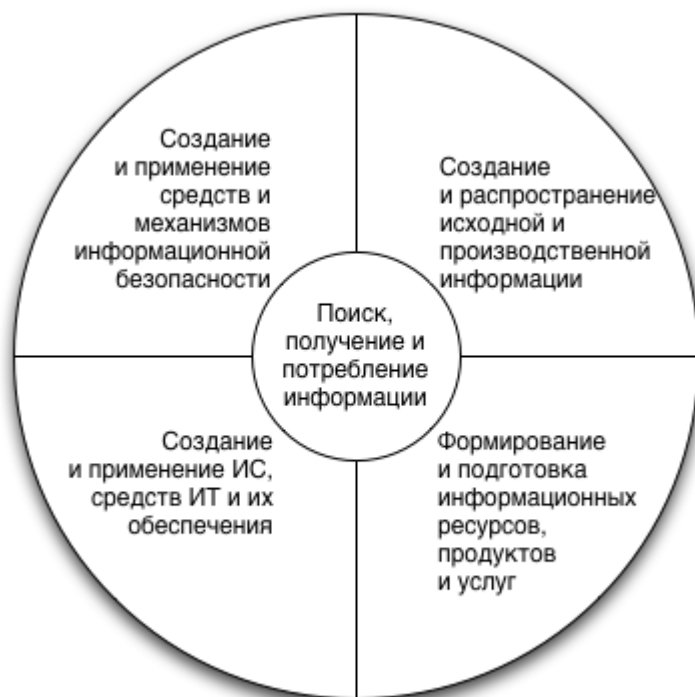 Создание
и применение
средств и
механизмов
информационной
безопасности
Создание
и распространение
исходной и
производственной
информации
Поиск,
получение и
потребление
информации
Создание
и применение ИС,
средств ИТ и их
обеспечения
Формирование
и подготовка
информационных
ресурсов,
продуктов
и услуг